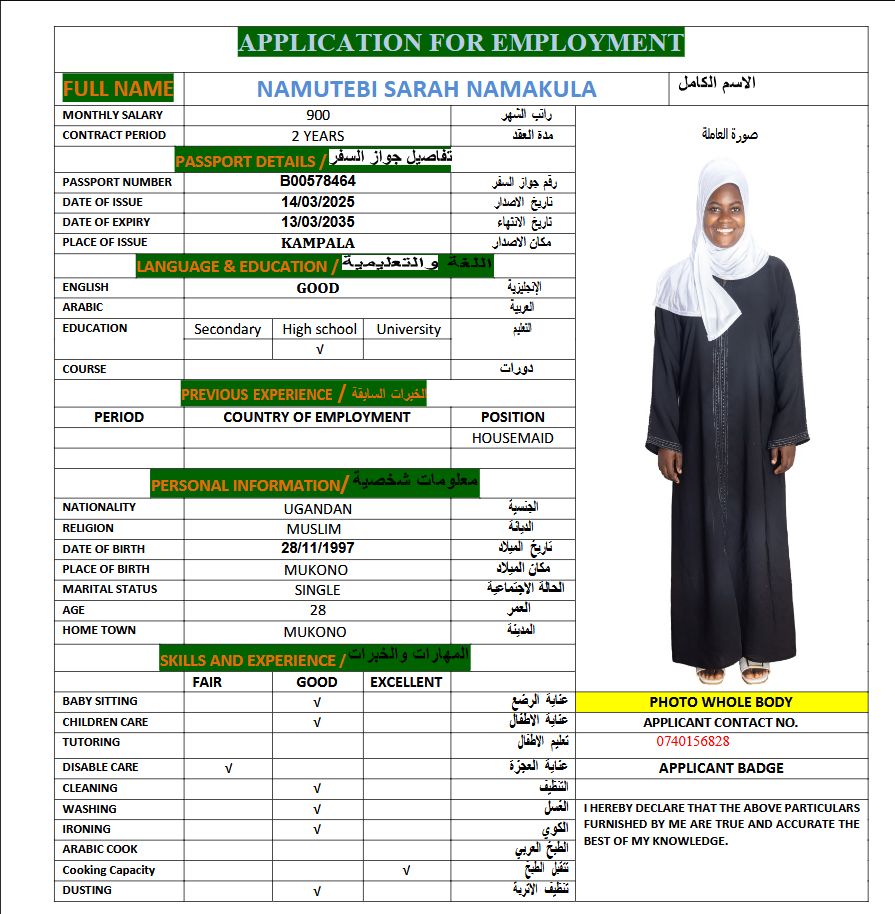 APPLICATION FOR EMPLOYMENT
FULL NAME NAMUTEBI SARAH NAMAKULA الاسم الكامل
MONTHLY SALARY 900 راتب الشهر
CONTRACT PERIOD 2 YEARS مدة العقد
صورة العاملة
PASSPORT DETAILS / تفاصيل جواز السفر
PASSPORT NUMBER B00578464 رقم جواز السفر
DATE OF ISSUE 14/03/2025 تاريخ الاصدار
DATE OF EXPIRY 13/03/2035 تاريخ الانتهاء
PLACE OF ISSUE KAMPALA مكان الاصدار
LANGUAGE & EDUCATION / اللغة والتعليمية
ENGLISH GOOD الإنجليزية
ARABIC العربية
EDUCATION Secondary High school University التعليم
√
COURSE دورات
PREVIOUS EXPERIENCE / الخبرات السابقة
PERIOD COUNTRY OF EMPLOYMENT POSITION
HOUSEMAID
PERSONAL INFORMATION/ معلومات شخصية
NATIONALITY UGANDAN الجنسية
RELIGION MUSLIM الديانة
DATE OF BIRTH 28/11/1997 تاريخ الميلاد
PLACE OF BIRTH MUKONO مكان الميلاد
MARITAL STATUS SINGLE الحالة الاجتماعية
AGE 28 العمر
HOME TOWN MUKONO المدينة
SKILLS AND EXPERIENCE / المهارات والخبرات
FAIR GOOD EXCELLENT
BABY SITTING √ عناية الرضع
CHILDREN CARE √ عناية الاطفال
TUTORING تعليم الاطفال
DISABLE CARE √ عناية العجزة
CLEANING √ التنظيف
WASHING √ الغسل
IRONING √ الكوي
ARABIC COOK الطبخ العربي
Cooking Capacity √ تتقبل الطبخ
DUSTING √ تنظيف الاتربة
PHOTO WHOLE BODY
APPLICANT CONTACT NO.
0740156828
APPLICANT BADGE
I HEREBY DECLARE THAT THE ABOVE PARTICULARS
FURNISHED BY ME ARE TRUE AND ACCURATE THE
BEST OF MY KNOWLEDGE.